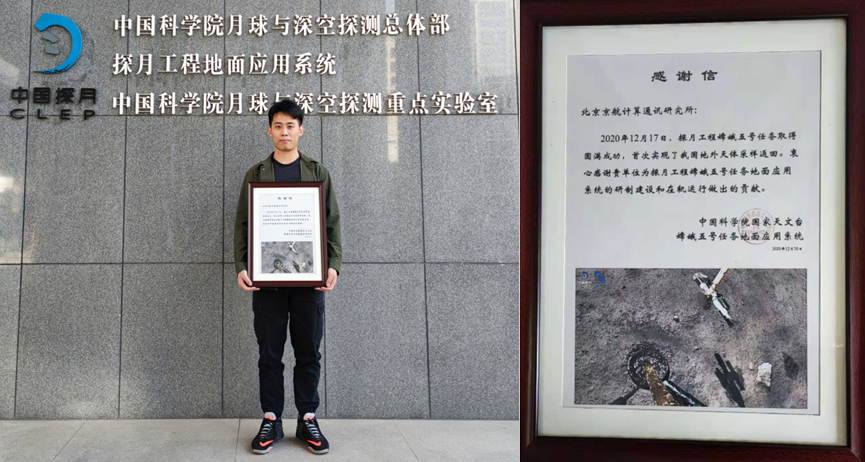 中国科学院月球与深空探测总体部
探月工程地面应用系统
中国科学院月球与深空探测重点实验室
中国探月
CLEP
感谢信
北京京航计算通讯研究所：
2020年12月17日，探月工程嫦娥五号任务取得
圆满成功，首次实现了我国地外天体采样返回。衷
心感谢贵单位为探月工程嫦娥五号任务地面应用
系统的研制建设和在轨运行做出的贡献。
中国科学院国家天文台
嫦娥五号任务地面应用系统
2020年12月30日